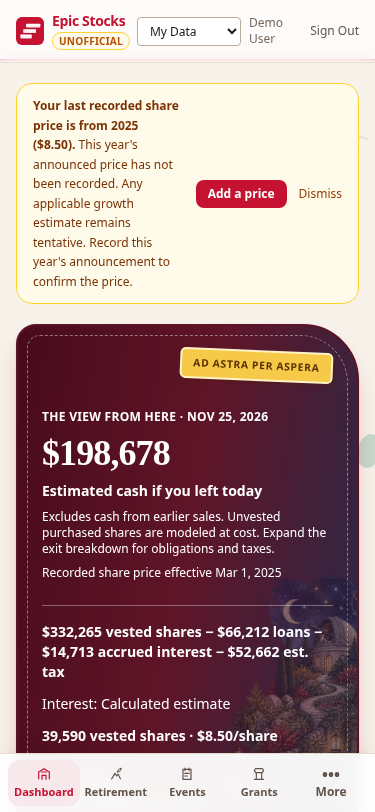 Epic Stocks
UNOFFICIAL
My Data
Demo
User
Sign Out
Your last recorded share
price is from 2025
($8.50). This year's
announced price has not
been recorded. Any
applicable growth
estimate remains
tentative. Record this
year's announcement to
confirm the price.
Add a price
Dismiss
AD ASTRA PER ASPERA
THE VIEW FROM HERE · NOV 25, 2026
$198,678
Estimated cash if you left today
Excludes cash from earlier sales. Unvested
purchased shares are modeled at cost. Expand the
exit breakdown for obligations and taxes.
Recorded share price effective Mar 1, 2025
$332,265 vested shares − $66,212 loans −
$14,713 accrued interest − $52,662 est.
tax
Interest: Calculated estimate
39,590 vested shares · $8.50/share
Dashboard
Retirement
Events
Grants
More